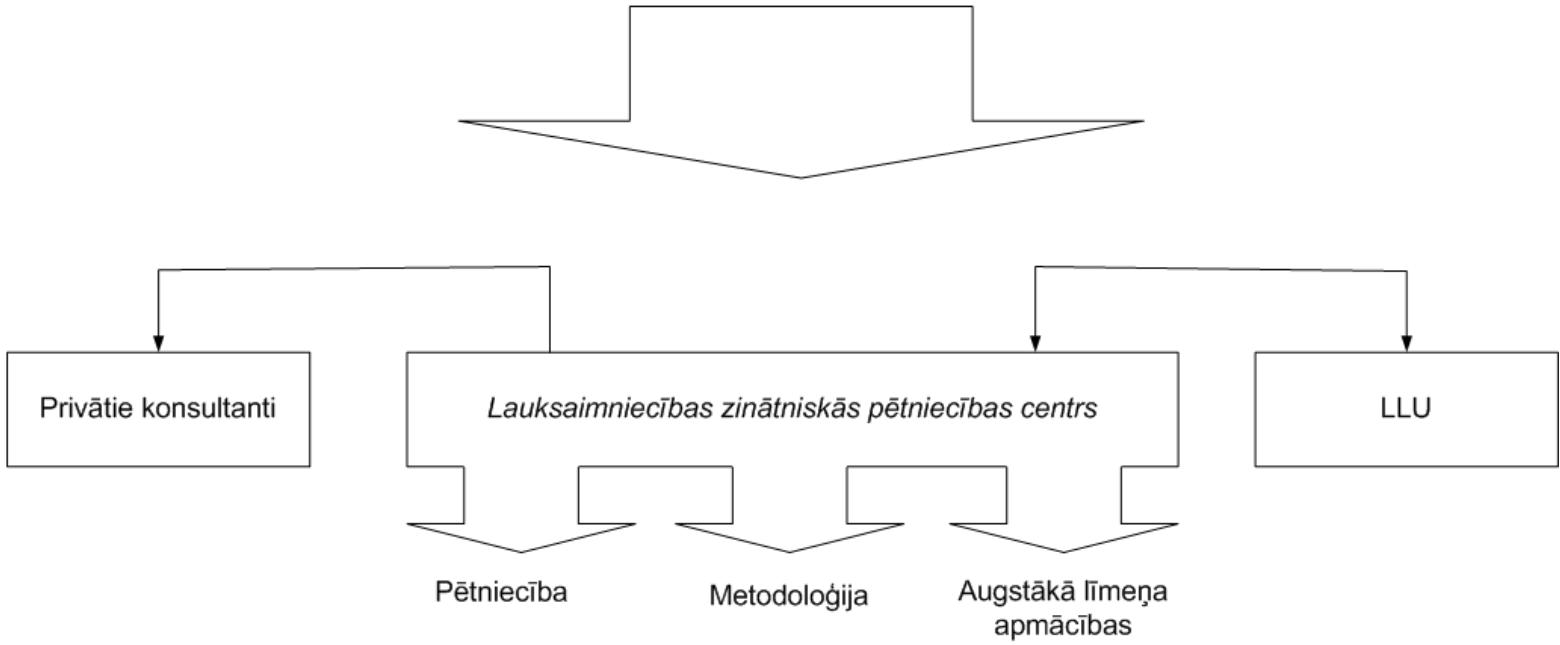 Privātie konsultanti
Lauksaimniecības zinātniskās pētniecības centrs
LLU
Pētniecība
Metodoloģija
Augstākā līmeņa
apmācības